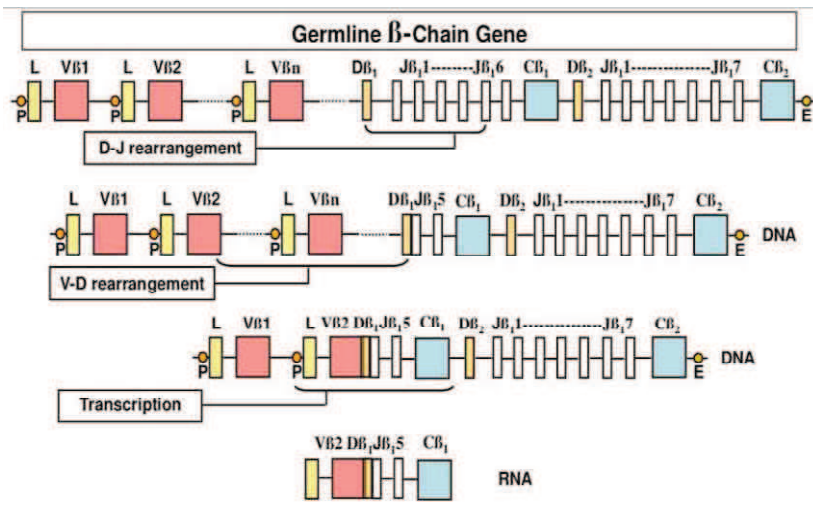 Germline ß-Chain Gene
L Vß1 L Vß2 L Vßn Dß₁ Jß₁1--------Jß₁6 Cß₁ Dß₂ Jß₁1---------------Jß₁7 Cß₂
P P P E
D-J rearrangement
L Vß1 L Vß2 L Vßn Dß₁Jß₁5 Cß₁ Dß₂ Jß₁1---------------Jß₁7 Cß₂
DNA
P P P E
V-D rearrangement
L Vß1 L Vß2 Dß₁Jß₁5 Cß₁ Dß₂ Jß₁1---------------Jß₁7 Cß₂
DNA
P P E
Transcription
Vß2 Dß₁Jß₁5 Cß₁
RNA